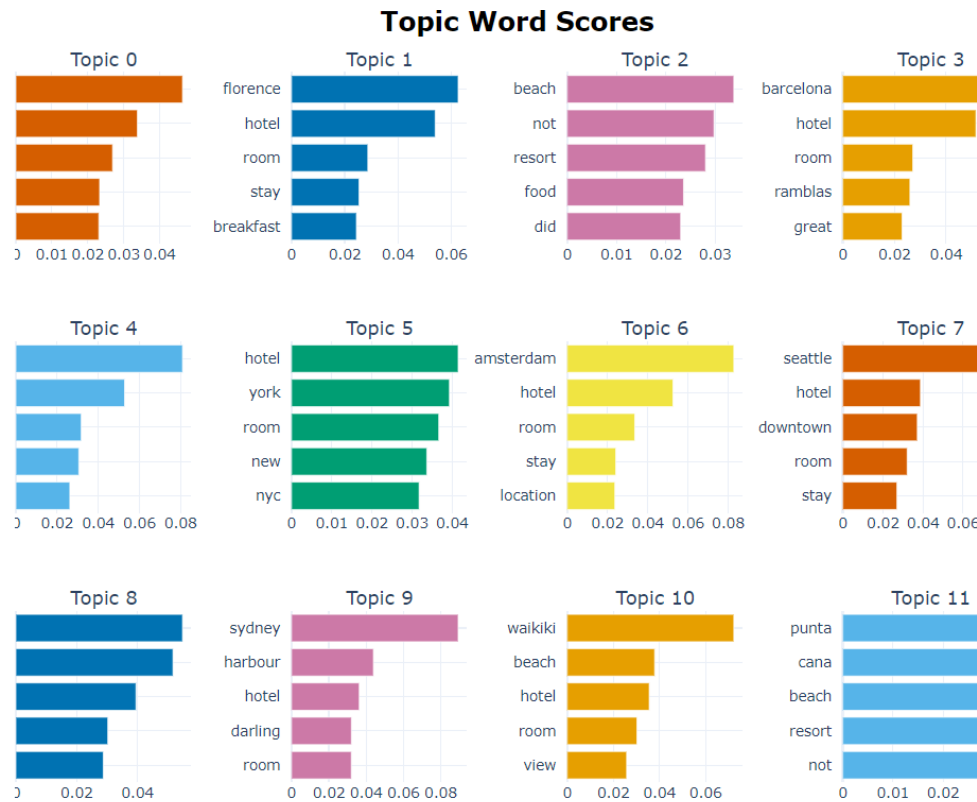 Topic Word Scores
Topic 0
0.01 0.02 0.03 0.04
Topic 1
florence
hotel
room
stay
breakfast
0 0.02 0.04 0.06
Topic 2
beach
not
resort
food
did
0 0.01 0.02 0.03
Topic 3
barcelona
hotel
room
ramblas
great
0 0.02 0.04
Topic 4
0.02 0.04 0.06 0.08
Topic 5
hotel
york
room
new
nyc
0 0.01 0.02 0.03 0.04
Topic 6
amsterdam
hotel
room
stay
location
0 0.02 0.04 0.06 0.08
Topic 7
seattle
hotel
downtown
room
stay
0 0.02 0.04 0.06
Topic 8
0.02 0.04
Topic 9
sydney
harbour
hotel
darling
room
0 0.02 0.04 0.06 0.08
Topic 10
waikiki
beach
hotel
room
view
0 0.02 0.04 0.06
Topic 11
punta
cana
beach
resort
not
0 0.02